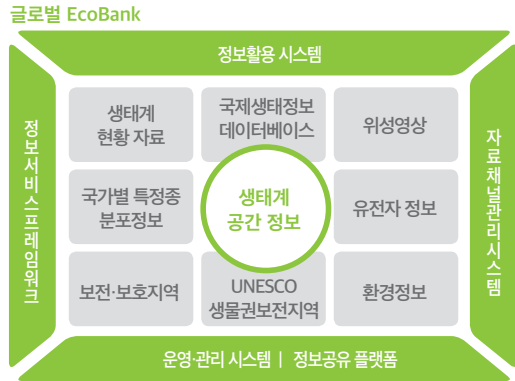 글로벌 EcoBank
정보활용 시스템
정보서비스프레임워크
생태계
현황 자료
국제생태정보
데이터베이스
위성영상
국가별 특정종
분포정보
생태계
공간 정보
유전자 정보
보전·보호지역
UNESCO
생물권보전지역
환경정보
자료채널관리시스템
운영·관리 시스템 | 정보공유 플랫폼